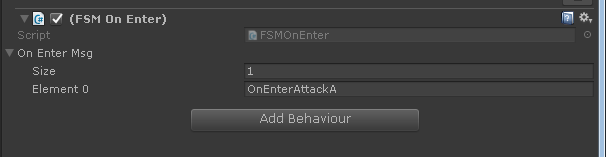 (FSM On Enter)
Script FSMOnEnter
On Enter Msg
Size 1
Element 0 OnEnterAttackA
Add Behaviour